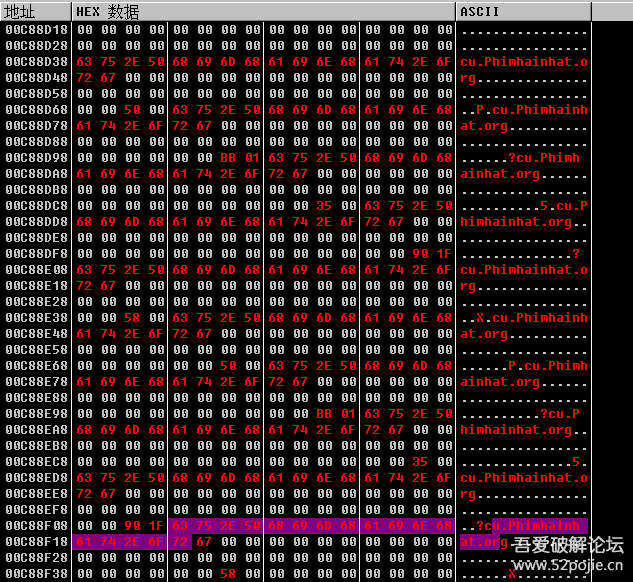 地址 HEX 数据 ASCII
00C88D18 00 00 00 00 00 00 00 00 00 00 00 00 00 00 00 00 ................
00C88D28 00 00 00 00 00 00 00 00 00 00 00 00 00 00 00 00 ................
00C88D38 63 75 2E 50 68 69 6D 68 61 69 6E 68 61 74 2E 6F cu.Phimhainhat.o
00C88D48 72 67 00 00 00 00 00 00 00 00 00 00 00 00 00 00 rg..............
00C88D58 00 00 00 00 00 00 00 00 00 00 00 00 00 00 00 00 ................
00C88D68 00 00 50 00 63 75 2E 50 68 69 6D 68 61 69 6E 68 ..P.cu.Phimhainh
00C88D78 61 74 2E 6F 72 67 00 00 00 00 00 00 00 00 00 00 at.org..........
00C88D88 00 00 00 00 00 00 00 00 00 00 00 00 00 00 00 00 ................
00C88D98 00 00 00 00 00 00 BB 01 63 75 2E 50 68 69 6D 68 ......?cu.Phimh
00C88DA8 61 69 6E 68 61 74 2E 6F 72 67 00 00 00 00 00 00 ainhat.org......
00C88DB8 00 00 00 00 00 00 00 00 00 00 00 00 00 00 00 00 ................
00C88DC8 00 00 00 00 00 00 00 00 00 00 35 00 63 75 2E 50 ..........5.cu.P
00C88DD8 68 69 6D 68 61 69 6E 68 61 74 2E 6F 72 67 00 00 himhainhat.org..
00C88DE8 00 00 00 00 00 00 00 00 00 00 00 00 00 00 00 00 ................
00C88DF8 00 00 00 00 00 00 00 00 00 00 00 00 00 00 90 1F ..............?
00C88E08 63 75 2E 50 68 69 6D 68 61 69 6E 68 61 74 2E 6F cu.Phimhainhat.o
00C88E18 72 67 00 00 00 00 00 00 00 00 00 00 00 00 00 00 rg..............
00C88E28 00 00 00 00 00 00 00 00 00 00 00 00 00 00 00 00 ................
00C88E38 00 00 58 00 63 75 2E 50 68 69 6D 68 61 69 6E 68 ..X.cu.Phimhainh
00C88E48 61 74 2E 6F 72 67 00 00 00 00 00 00 00 00 00 00 at.org..........
00C88E58 00 00 00 00 00 00 00 00 00 00 00 00 00 00 00 00 ................
00C88E68 00 00 00 00 00 00 50 00 63 75 2E 50 68 69 6D 68 ......P.cu.Phimh
00C88E78 61 69 6E 68 61 74 2E 6F 72 67 00 00 00 00 00 00 ainhat.org......
00C88E88 00 00 00 00 00 00 00 00 00 00 00 00 00 00 00 00 ................
00C88E98 00 00 00 00 00 00 00 00 00 00 BB 01 63 75 2E 50 ..........?cu.P
00C88EA8 68 69 6D 68 61 69 6E 68 61 74 2E 6F 72 67 00 00 himhainhat.org..
00C88EB8 00 00 00 00 00 00 00 00 00 00 00 00 00 00 00 00 ................
00C88EC8 00 00 00 00 00 00 00 00 00 00 00 00 00 00 35 00 ..............5.
00C88ED8 63 75 2E 50 68 69 6D 68 61 69 6E 68 61 74 2E 6F cu.Phimhainhat.o
00C88EE8 72 67 00 00 00 00 00 00 00 00 00 00 00 00 00 00 rg..............
00C88EF8 00 00 00 00 00 00 00 00 00 00 00 00 00 00 00 00 ................
00C88F08 00 00 90 1F 63 75 2E 50 68 69 6D 68 61 69 6E 68 ..?cu.Phimhainh
00C88F18 61 74 2E 6F 72 67 00 00 00 00 00 00 00 00 00 00 at.org
00C88F28 00 00 00 00 00 00 00 00 00 00 00 00 00 00 00 00
00C88F38 00 00 00 00 00 00 58 00 00 00 00 00 00 00 00 00 ......X.........
吾爱破解论坛
www.52pojie.cn